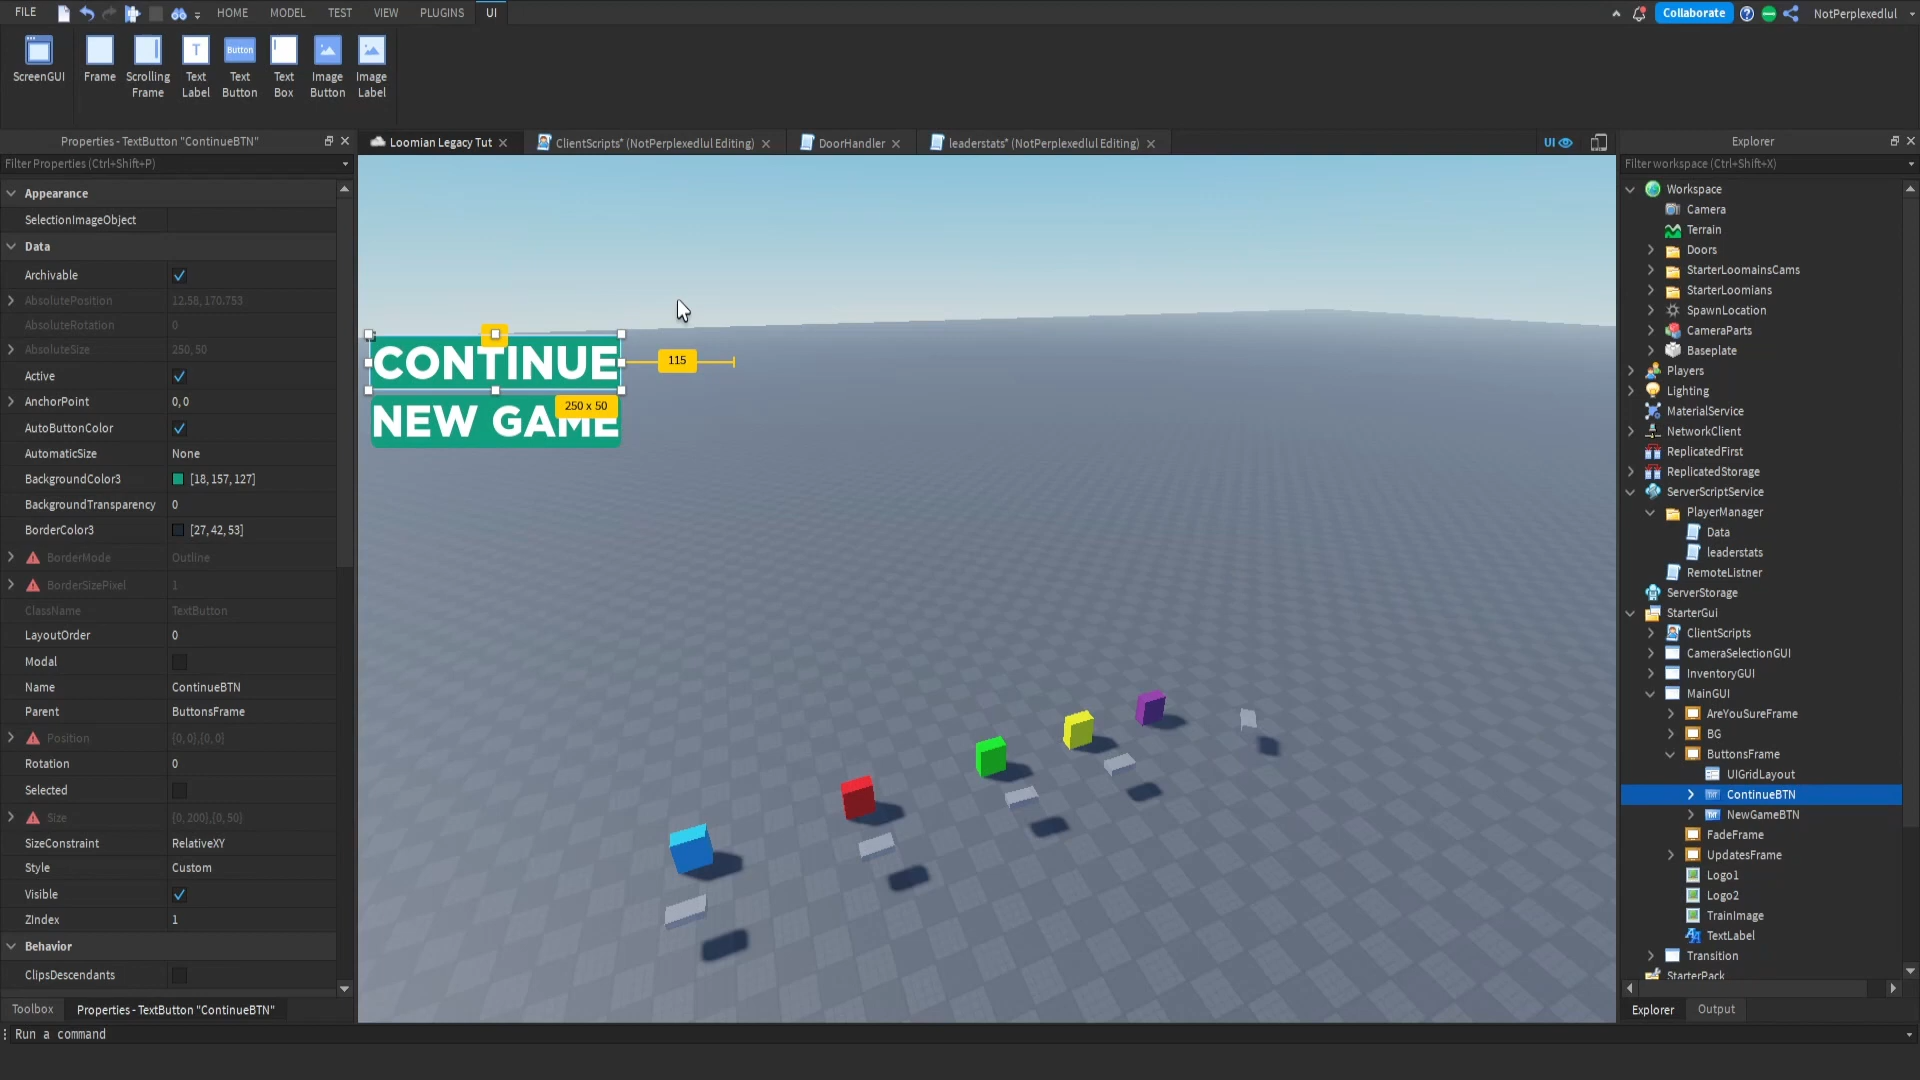 FILE
HOME
MODEL
TEST
VIEW
PLUGINS
UI
Collaborate
NotPerplexedlul
ScreenGUI
Frame
Scrolling
Frame
Text
Label
Button
Text
Button
Text
Box
Image
Button
Image
Label
Properties - TextButton "ContinueBTN"
Filter Properties (Ctrl+Shift+P)
Appearance
SelectionImageObject
Data
Archivable
AbsolutePosition 12.58, 170.753
AbsoluteRotation 0
AbsoluteSize 250, 50
Active
AnchorPoint 0, 0
AutoButtonColor
AutomaticSize None
BackgroundColor3 [18, 157, 127]
BackgroundTransparency 0
BorderColor3 [27, 42, 53]
BorderMode Outline
BorderSizePixel 1
ClassName TextButton
LayoutOrder 0
Modal
Name ContinueBTN
Parent ButtonsFrame
Position {0, 0},{0, 0}
Rotation 0
Selected
Size {0, 200},{0, 50}
SizeConstraint RelativeXY
Style Custom
Visible
ZIndex 1
Behavior
ClipsDescendants
Toolbox
Properties - TextButton "ContinueBTN"
Run a command
Loomian Legacy Tut
ClientScripts* (NotPerplexedlul Editing)
DoorHandler
leaderstats* (NotPerplexedlul Editing)
UI
CONTINUE
115
250 x 50
NEW GAME
Explorer
Filter workspace (Ctrl+Shift+X)
Workspace
Camera
Terrain
Doors
StarterLoomainsCams
StarterLoomians
SpawnLocation
CameraParts
Baseplate
Players
Lighting
MaterialService
NetworkClient
ReplicatedFirst
ReplicatedStorage
ServerScriptService
PlayerManager
Data
leaderstats
RemoteListner
ServerStorage
StarterGui
ClientScripts
CameraSelectionGUI
InventoryGUI
MainGUI
AreYouSureFrame
BG
ButtonsFrame
UIGridLayout
ContinueBTN
NewGameBTN
FadeFrame
UpdatesFrame
Logo1
Logo2
TrainImage
TextLabel
Transition
StarterPack
Explorer
Output